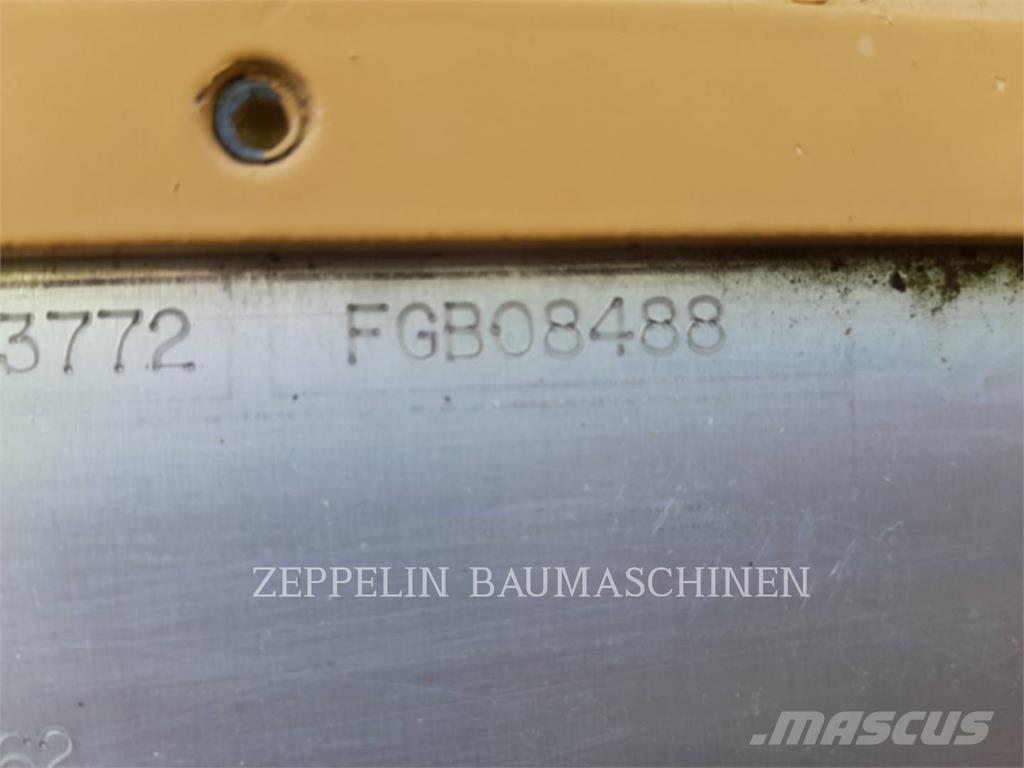 3772 FGB08488
ZEPPELIN BAUMASCHINEN
MASCUS